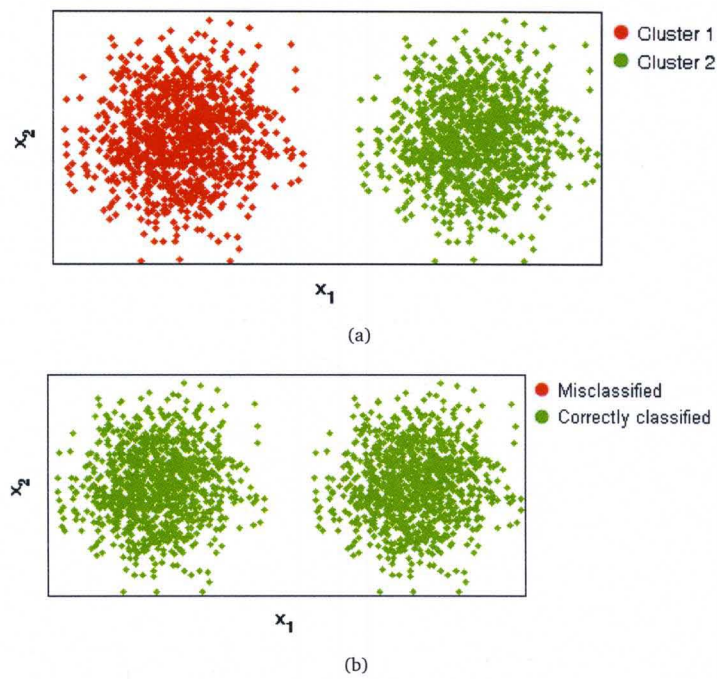 Cluster 1
Cluster 2
x2
x1
(a)
Misclassified
Correctly classified
x2
x1
(b)